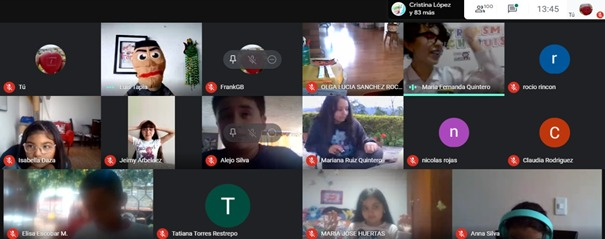 Cristina López
y 83 más
100
13:45
Tú
Tú
Luis Tapia
FrankGB
OLGA LUCIA SANCHEZ ROC...
Maria Fernanda Quintero
r
rocio rincon
Isabella Daza
Jeimy Arbeláez
Alejo Silva
Mariana Ruiz Quintero
n
nicolas rojas
C
Claudia Rodriguez
Elisa Escobar M.
T
Tatiana Torres Restrepo
MARIA JOSE HUERTAS
Anna Silva